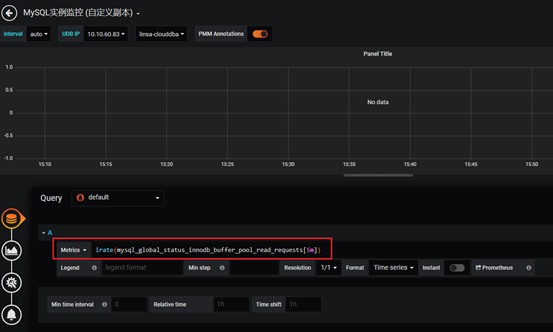 MySQL实例监控 (自定义副本)
Interval auto UDB IP 10.10.60.83 linsa-clouddba PMM Annotations
Panel Title
1.0
0.5
0
-0.5
-1.0
No data
15:10 15:15 15:20 15:25 15:30 15:35 15:40 15:45 15:50
Query default
A
Metrics irate(mysql_global_status_innodb_buffer_pool_read_requests[5m])
Legend legend format Min step Resolution 1/1 Format Time series Instant Prometheus
Min time interval 0 Relative time 1h Time shift 1h